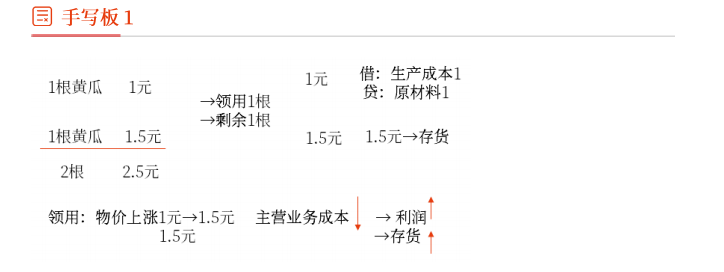 手写板 1
1根黄瓜 1元
→领用1根
→剩余1根
1元
借：生产成本1
贷：原材料1
1根黄瓜 1.5元
1.5元
1.5元→存货
2根 2.5元
领用：物价上涨1元→1.5元 主营业务成本 ↓ → 利润 ↑
1.5元 →存货 ↑